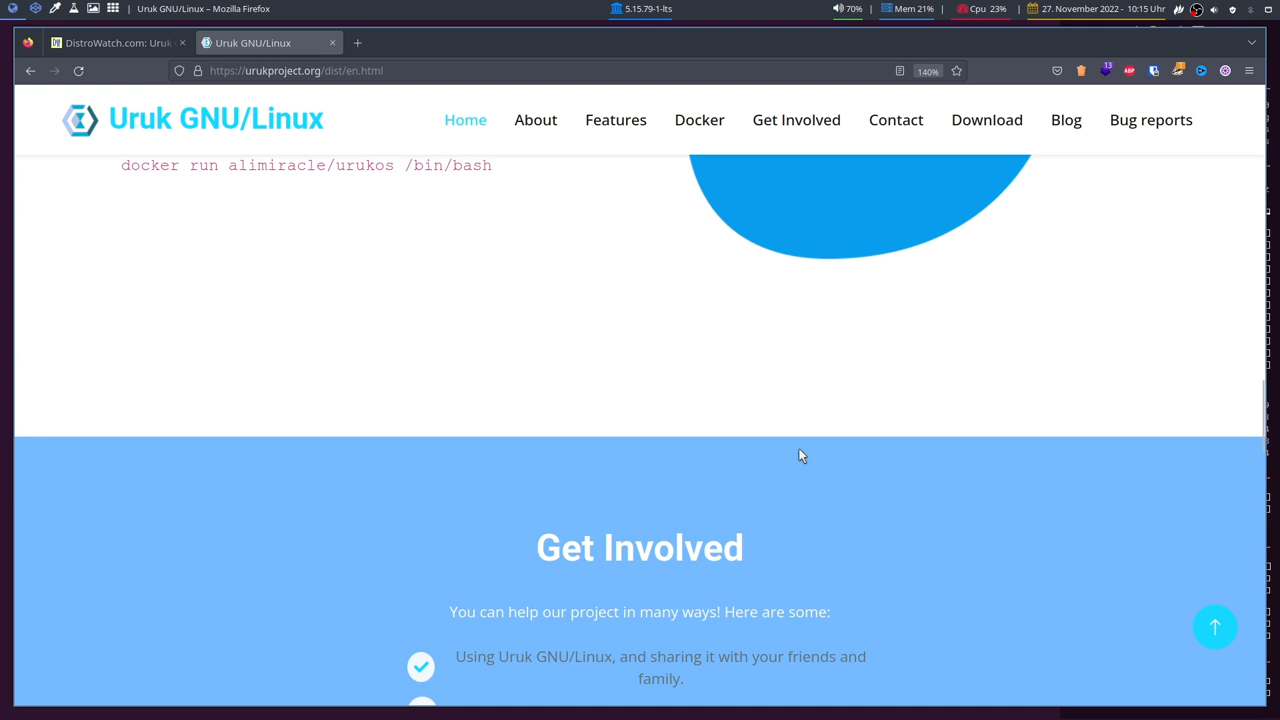 Uruk GNU/Linux – Mozilla Firefox
5.15.79-1-lts
70%
Mem 21%
Cpu 23%
27. November 2022 - 10:15 Uhr
DistroWatch.com: Uruk
Uruk GNU/Linux
https://urukproject.org/dist/en.html
140%
13
ABP
Uruk GNU/Linux
Home
About
Features
Docker
Get Involved
Contact
Download
Blog
Bug reports
docker run alimiracle/urukos /bin/bash
Get Involved
You can help our project in many ways! Here are some:
Using Uruk GNU/Linux, and sharing it with your friends and
family.